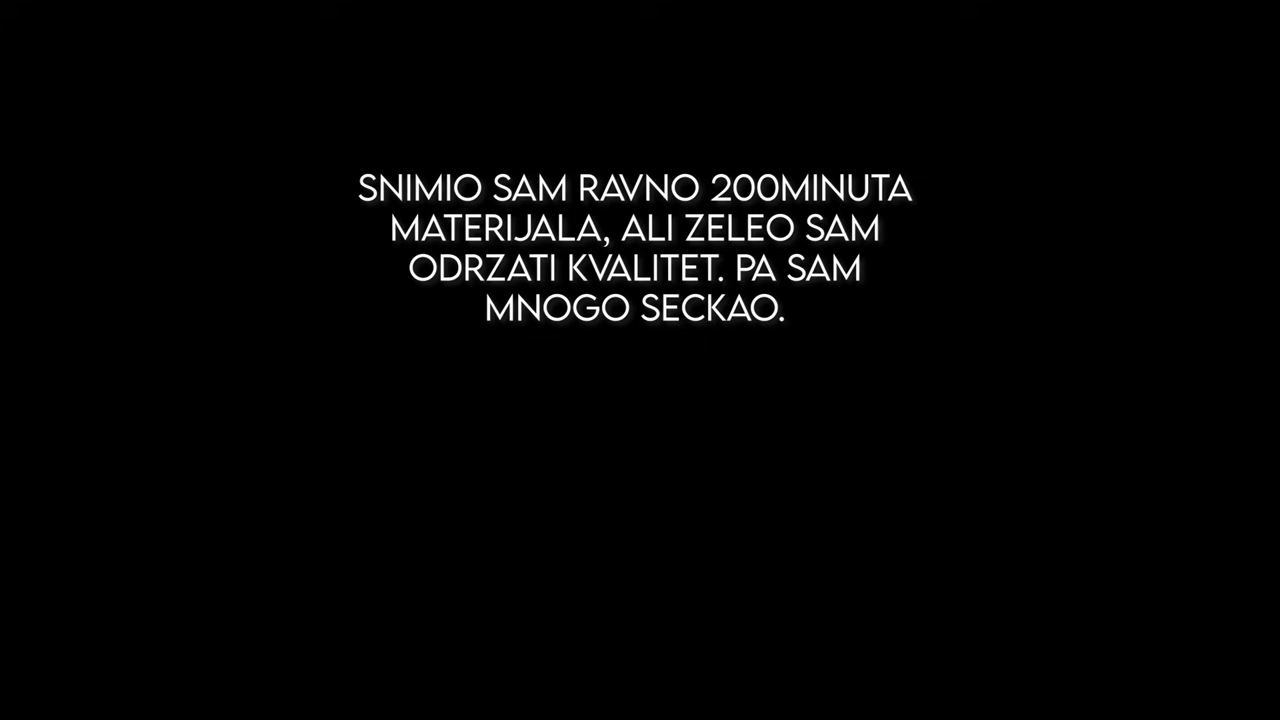 SNIMIO SAM RAVNO 200MINUTA
MATERIJALA, ALI ZELEO SAM
ODRZATI KVALITET. PA SAM
MNOGO SECKAO.